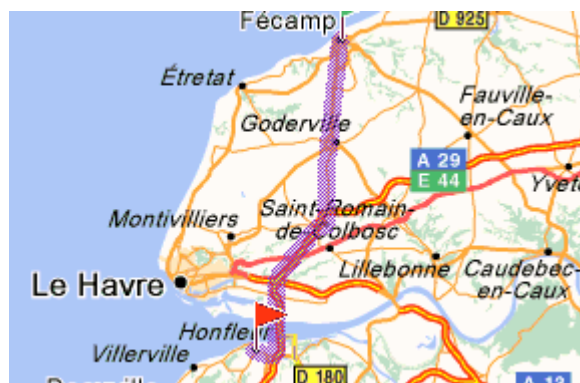 Fécamp
D 925
Étretat
Fauville-
en-Caux
Goderville
A 29
E 44
Montivilliers
Saint-Romain-
de-Colbosc
Lillebonne
Caudebec-
en-Caux
Le Havre
Honfleur
Villerville
D 180